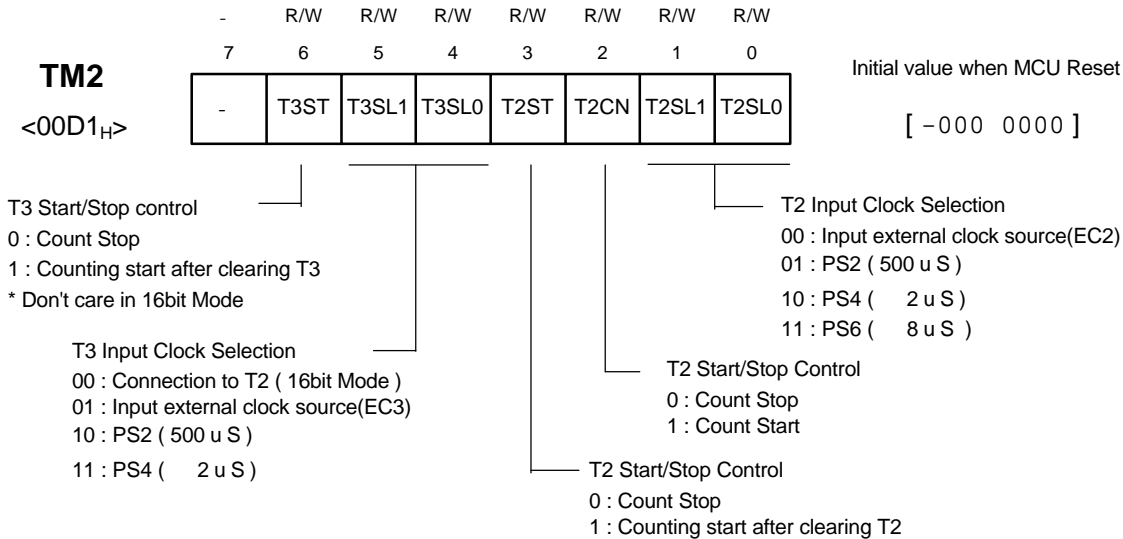 - R/W R/W R/W R/W R/W R/W R/W
7 6 5 4 3 2 1 0
TM2
<00D1H>
- T3ST T3SL1 T3SL0 T2ST T2CN T2SL1 T2SL0
Initial value when MCU Reset
[ -000 0000 ]
T3 Start/Stop control
0 : Count Stop
1 : Counting start after clearing T3
* Don't care in 16bit Mode
T3 Input Clock Selection
00 : Connection to T2 ( 16bit Mode )
01 : Input external clock source(EC3)
10 : PS2 ( 500 u S )
11 : PS4 ( 2 u S )
T2 Input Clock Selection
00 : Input external clock source(EC2)
01 : PS2 ( 500 u S )
10 : PS4 ( 2 u S )
11 : PS6 ( 8 u S )
T2 Start/Stop Control
0 : Count Stop
1 : Count Start
T2 Start/Stop Control
0 : Count Stop
1 : Counting start after clearing T2